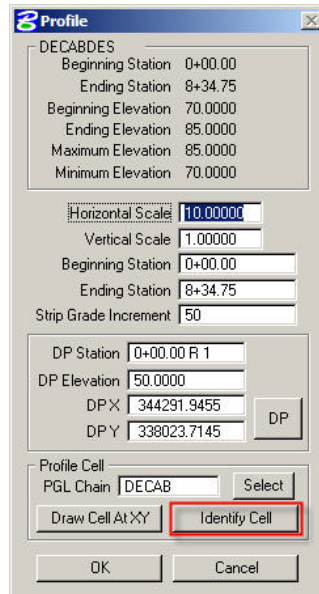 Profile
DECABDES
Beginning Station 0+00.00
Ending Station 8+34.75
Beginning Elevation 70.0000
Ending Elevation 85.0000
Maximum Elevation 85.0000
Minimum Elevation 70.0000
Horizontal Scale 10.00000
Vertical Scale 1.00000
Beginning Station 0+00.00
Ending Station 8+34.75
Strip Grade Increment 50
DP Station 0+00.00 R 1
DP Elevation 50.0000
DP X 344291.9455
DP
DP Y 338023.7145
Profile Cell
PGL Chain DECAB Select
Draw Cell At XY Identify Cell
OK Cancel